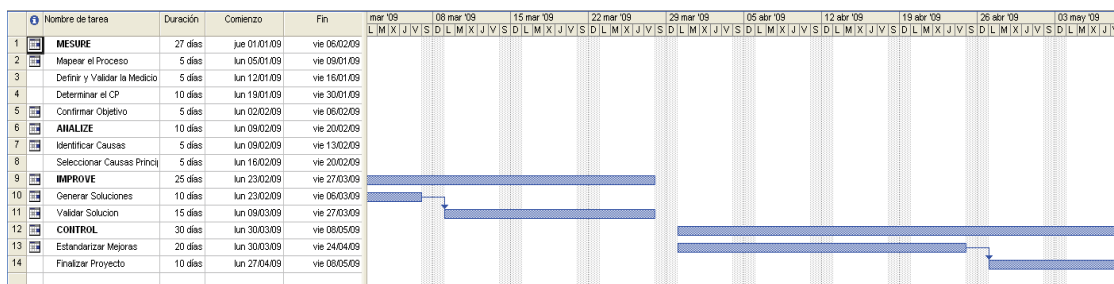 Nombre de tarea Duración Comienzo Fin mar '09 08 mar '09 15 mar '09 22 mar '09 29 mar '09 05 abr '09 12 abr '09 19 abr '09 26 abr '09 03 may '09
L M X J V S D L M X J V S D L M X J V S D L M X J V S D L M X J V S D L M X J V S D L M X J V S D L M X J V S D L M X J V S D L M X J V
1 MESURE 27 días jue 01/01/09 vie 06/02/09
2 Mapear el Proceso 5 días lun 05/01/09 vie 09/01/09
3 Definir y Validar la Medicio 5 días lun 12/01/09 vie 16/01/09
4 Determinar el CP 10 días lun 19/01/09 vie 30/01/09
5 Confirmar Objetivo 5 días lun 02/02/09 vie 06/02/09
6 ANALIZE 10 días lun 09/02/09 vie 20/02/09
7 Identificar Causas 5 días lun 09/02/09 vie 13/02/09
8 Seleccionar Causas Princip 5 días lun 16/02/09 vie 20/02/09
9 IMPROVE 25 días lun 23/02/09 vie 27/03/09
10 Generar Soluciones 10 días lun 23/02/09 vie 06/03/09
11 Validar Solucion 15 días lun 09/03/09 vie 27/03/09
12 CONTROL 30 días lun 30/03/09 vie 08/05/09
13 Estandarizar Mejoras 20 días lun 30/03/09 vie 24/04/09
14 Finalizar Proyecto 10 días lun 27/04/09 vie 08/05/09